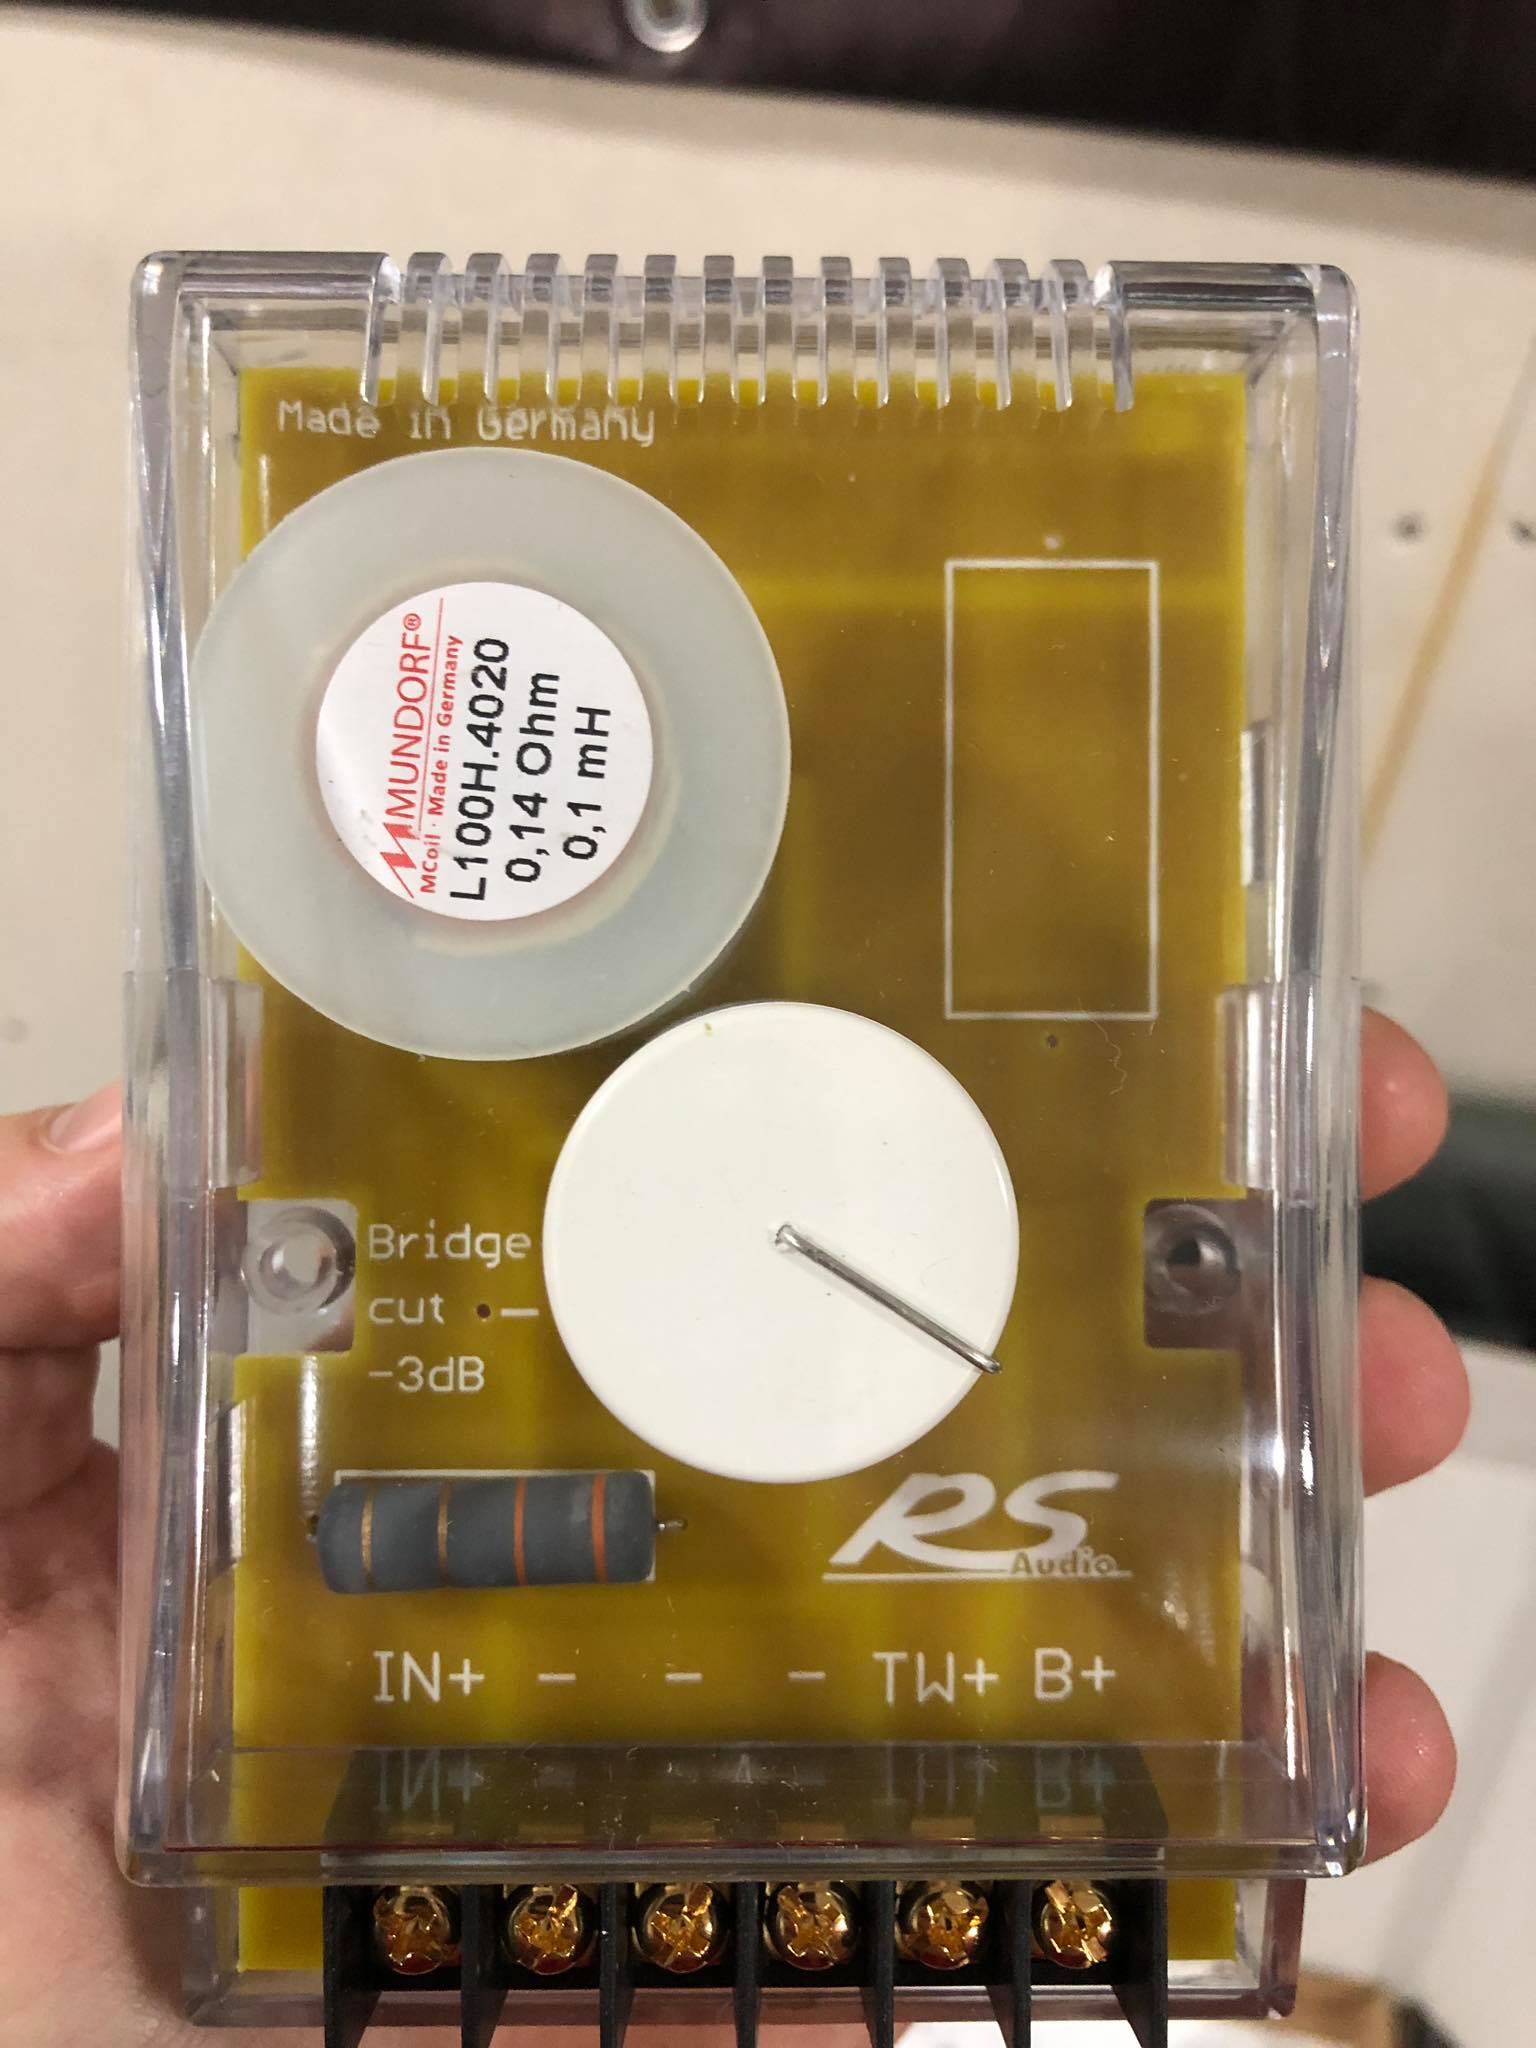 Made in Germany
MUNDORF®
MCoil · Made in Germany
L100H.4020
0,14 Ohm
0,1 mH
Bridge
cut
-3dB
RS
Audio
IN+ - - - TW+ B+